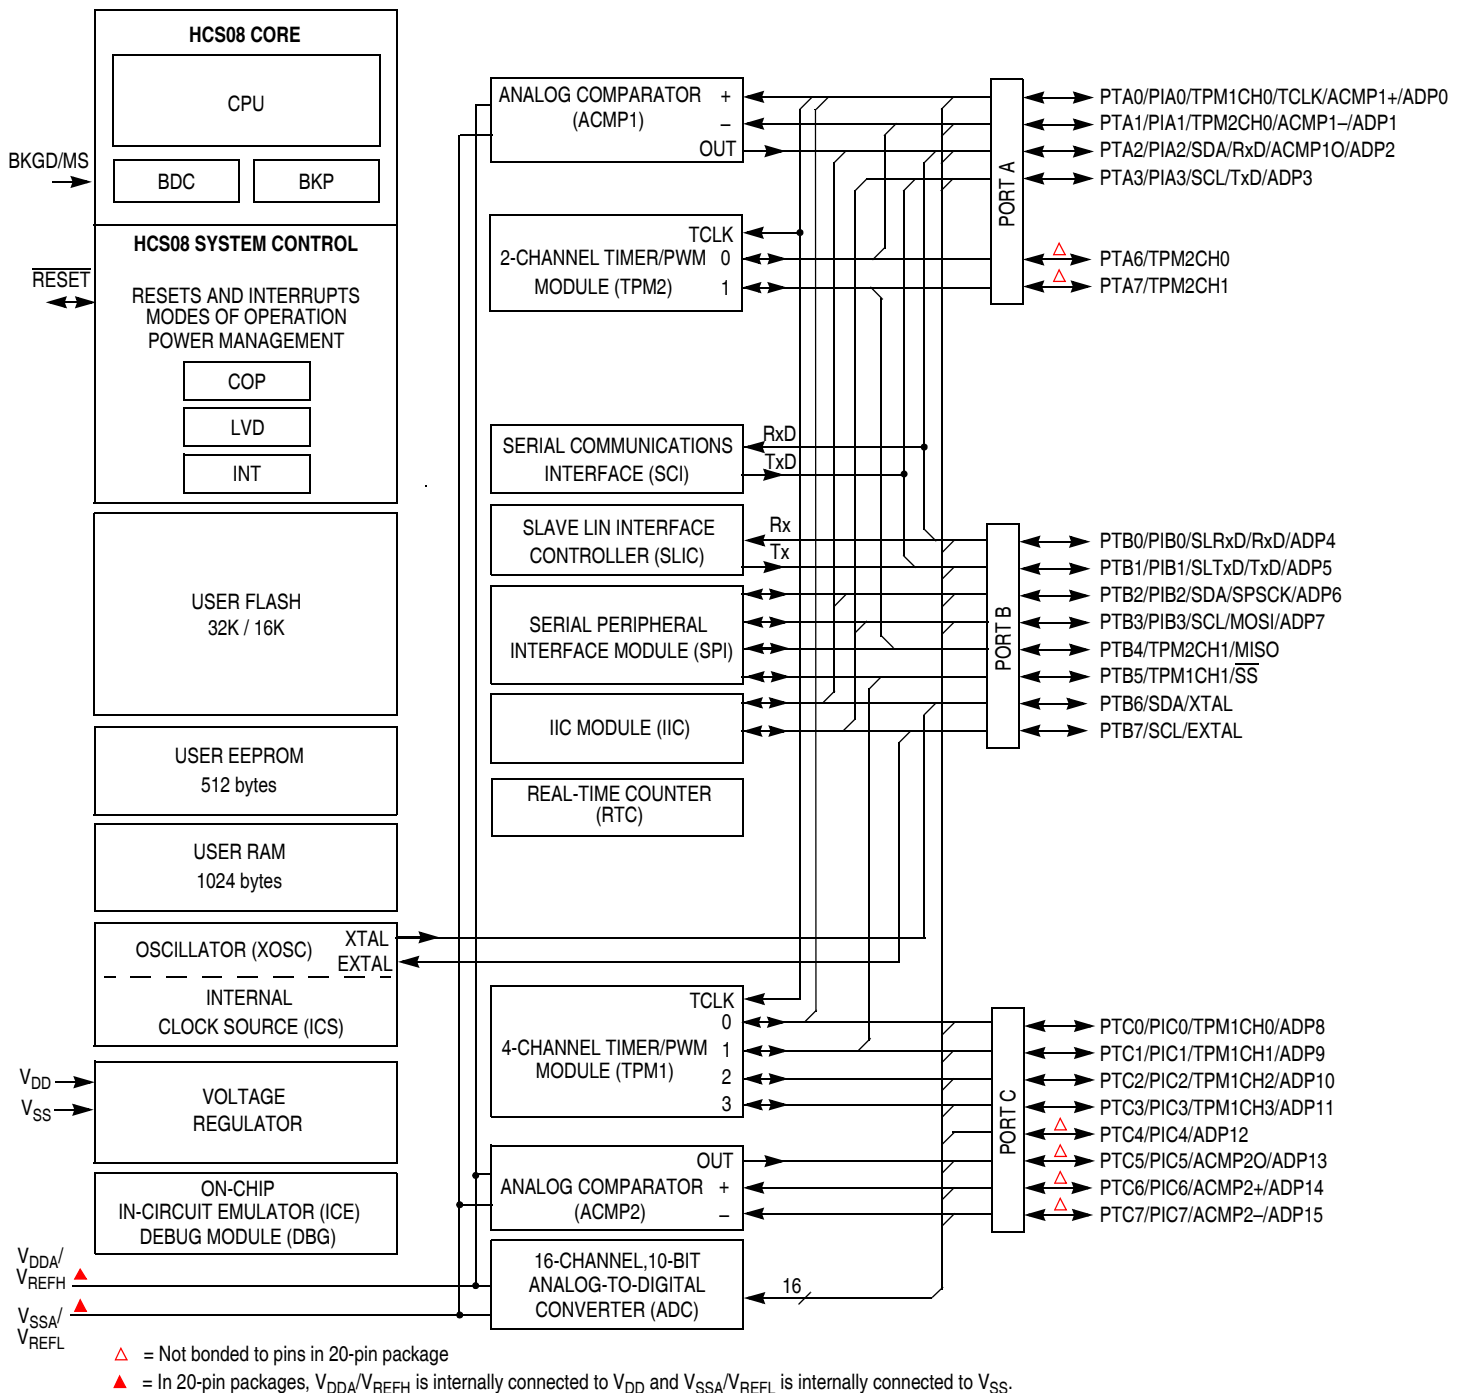 HCS08 CORE
CPU
BKGD/MS
BDC
BKP
HCS08 SYSTEM CONTROL
RESET
RESETS AND INTERRUPTS
MODES OF OPERATION
POWER MANAGEMENT
COP
LVD
INT
USER FLASH
32K / 16K
USER EEPROM
512 bytes
USER RAM
1024 bytes
OSCILLATOR (XOSC)
XTAL
EXTAL
INTERNAL
CLOCK SOURCE (ICS)
VDD
VSS
VOLTAGE
REGULATOR
ON-CHIP
IN-CIRCUIT EMULATOR (ICE)
DEBUG MODULE (DBG)
VDDA/
VREFH
VSSA/
VREFL
ANALOG COMPARATOR
(ACMP1)
+
–
OUT
TCLK
2-CHANNEL TIMER/PWM
MODULE (TPM2)
0
1
SERIAL COMMUNICATIONS
INTERFACE (SCI)
RxD
TxD
SLAVE LIN INTERFACE
CONTROLLER (SLIC)
Rx
Tx
SERIAL PERIPHERAL
INTERFACE MODULE (SPI)
IIC MODULE (IIC)
REAL-TIME COUNTER
(RTC)
TCLK
0
4-CHANNEL TIMER/PWM
MODULE (TPM1)
1
2
3
OUT
ANALOG COMPARATOR
(ACMP2)
+
–
16-CHANNEL,10-BIT
ANALOG-TO-DIGITAL
CONVERTER (ADC)
16
PORT A
PTA0/PIA0/TPM1CH0/TCLK/ACMP1+/ADP0
PTA1/PIA1/TPM2CH0/ACMP1–/ADP1
PTA2/PIA2/SDA/RxD/ACMP1O/ADP2
PTA3/PIA3/SCL/TxD/ADP3
PTA6/TPM2CH0
PTA7/TPM2CH1
PORT B
PTB0/PIB0/SLRxD/RxD/ADP4
PTB1/PIB1/SLTxD/TxD/ADP5
PTB2/PIB2/SDA/SPSCK/ADP6
PTB3/PIB3/SCL/MOSI/ADP7
PTB4/TPM2CH1/MISO
PTB5/TPM1CH1/SS
PTB6/SDA/XTAL
PTB7/SCL/EXTAL
PORT C
PTC0/PIC0/TPM1CH0/ADP8
PTC1/PIC1/TPM1CH1/ADP9
PTC2/PIC2/TPM1CH2/ADP10
PTC3/PIC3/TPM1CH3/ADP11
PTC4/PIC4/ADP12
PTC5/PIC5/ACMP2O/ADP13
PTC6/PIC6/ACMP2+/ADP14
PTC7/PIC7/ACMP2–/ADP15
△ = Not bonded to pins in 20-pin package
▲ = In 20-pin packages, VDDA/VREFH is internally connected to VDD and VSSA/VREFL is internally connected to VSS.